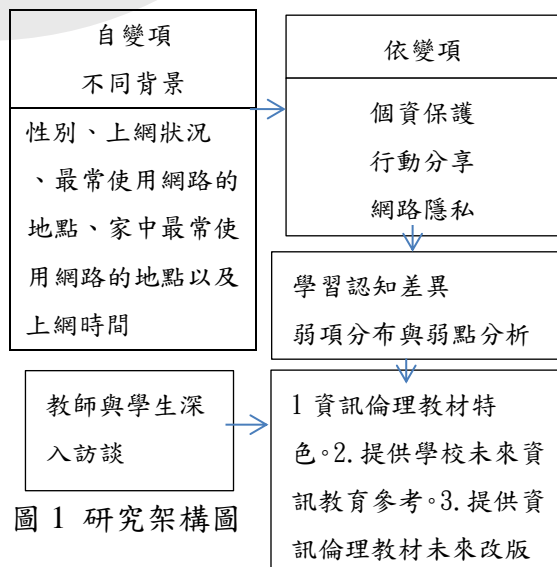 自變項
不同背景
性別、上網狀況
、最常使用網路的
地點、家中最常使
用網路的地點以及
上網時間
依變項
個資保護
行動分享
網路隱私
學習認知差異
弱項分布與弱點分析
教師與學生深
入訪談
1 資訊倫理教材特
色。2.提供學校未來資
訊教育參考。3.提供資
訊倫理教材未來改版
圖 1 研究架構圖